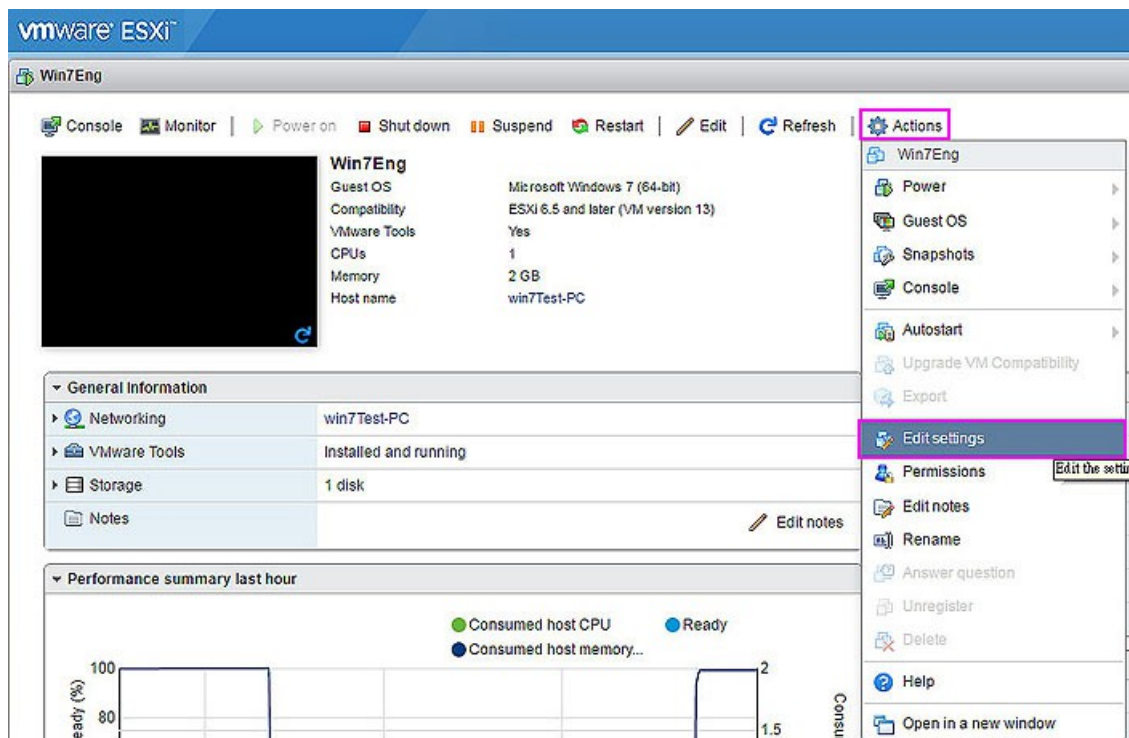 vmware ESXi™
Win7Eng
Console Monitor Power on Shut down Suspend Restart Edit Refresh Actions
Win7Eng
Guest OS Microsoft Windows 7 (64-bit)
Compatibility ESXi 6.5 and later (VM version 13)
VMware Tools Yes
CPUs 1
Memory 2 GB
Host name win7Test-PC
Win7Eng
Power
Guest OS
Snapshots
Console
Autostart
Upgrade VM Compatibility
Export
Edit settings
Edit the settin
Permissions
Edit notes
Rename
Answer question
Unregister
Delete
Help
Open in a new window
General Information
Networking win7Test-PC
VMware Tools Installed and running
Storage 1 disk
Notes Edit notes
Performance summary last hour
Consumed host CPU Ready
Consumed host memory...
100
80
eady (%)
2
1.5
Consu